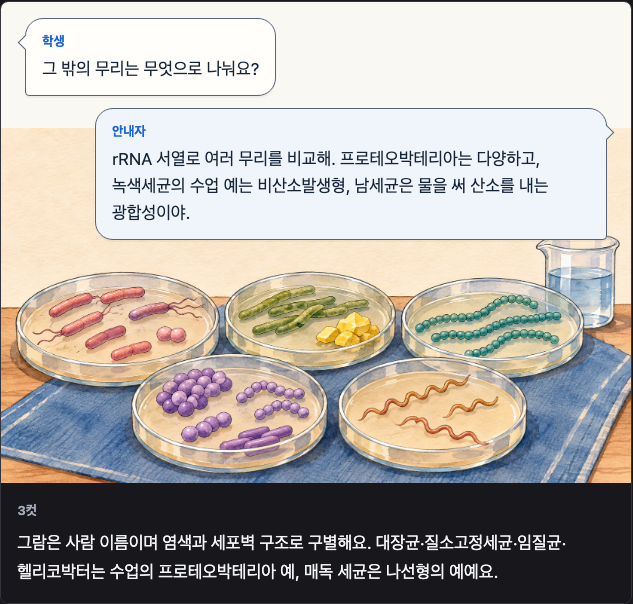 학생
그 밖의 무리는 무엇으로 나눠요?
안내자
rRNA 서열로 여러 무리를 비교해. 프로테오박테리아는 다양하고,
녹색세균의 수업 예는 비산소발생형, 남세균은 물을 써 산소를 내는
광합성이야.
3컷
그람은 사람 이름이며 염색과 세포벽 구조로 구별해요. 대장균·질소고정세균·임질균·
헬리코박터는 수업의 프로테오박테리아 예, 매독 세균은 나선형의 예예요.